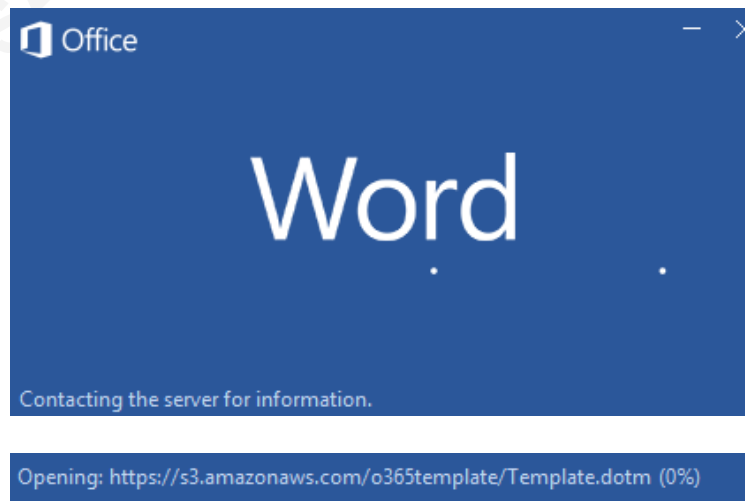 Office
Word
Contacting the server for information.
Opening: https://s3.amazonaws.com/o365template/Template.dotm (0%)